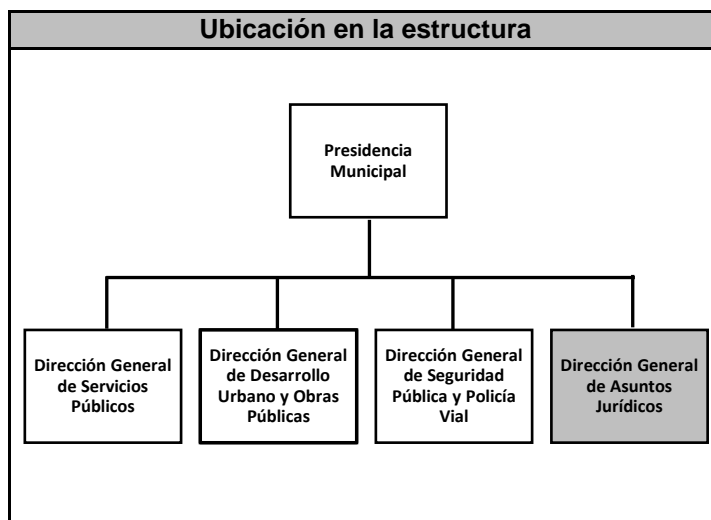 Ubicación en la estructura
Presidencia
Municipal
Dirección General
de Servicios
Públicos
Dirección General
de Desarrollo
Urbano y Obras
Públicas
Dirección General
de Seguridad
Pública y Policía
Vial
Dirección General
de Asuntos
Jurídicos